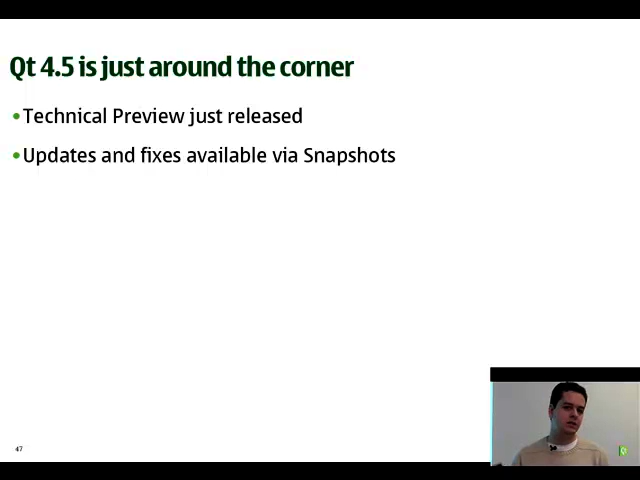 Qt 4.5 is just around the corner
•Technical Preview just released
•Updates and fixes available via Snapshots
47
Qt